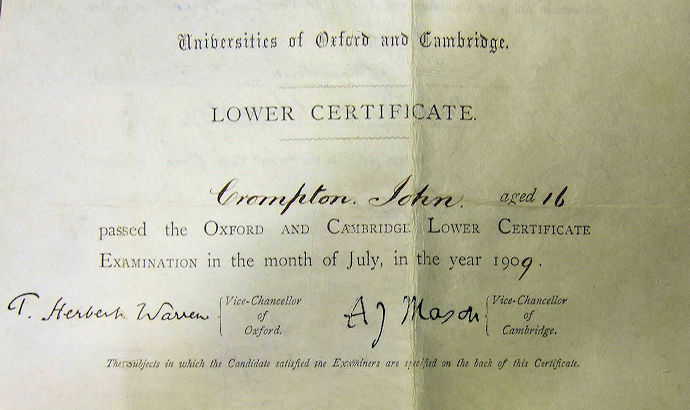 Universities of Oxford and Cambridge.
LOWER CERTIFICATE.
Crompton. John. aged 16
passed the OXFORD AND CAMBRIDGE LOWER CERTIFICATE
EXAMINATION in the month of July, in the year 1909.
T. Herbert Warren { Vice-Chancellor of Oxford. A J Mason { Vice-Chancellor of Cambridge.
The subjects in which the Candidate satisfied the Examiners are specified on the back of this Certificate.